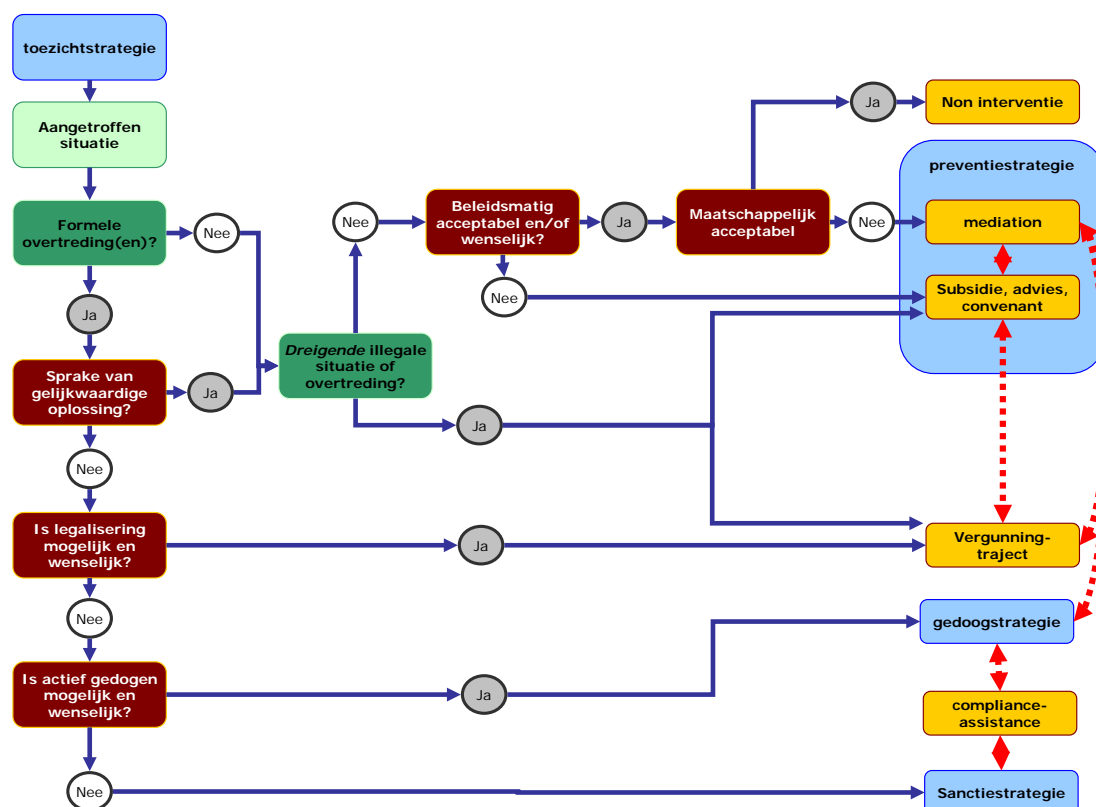 toezichtstrategie
Aangetroffen
situatie
Formele
overtreding(en)?
Nee
Ja
Sprake van
gelijkwaardige
oplossing?
Ja
Nee
Is legalisering
mogelijk en
wenselijk?
Ja
Nee
Is actief gedogen
mogelijk en
wenselijk?
Ja
Nee
Dreigende illegale
situatie of
overtreding?
Nee
Ja
Beleidsmatig
acceptabel en/of
wenselijk?
Ja
Nee
Maatschappelijk
acceptabel
Ja
Nee
Non interventie
preventiestrategie
mediation
Subsidie, advies,
convenant
Vergunning-
traject
gedoogstrategie
compliance-
assistance
Sanctiestrategie